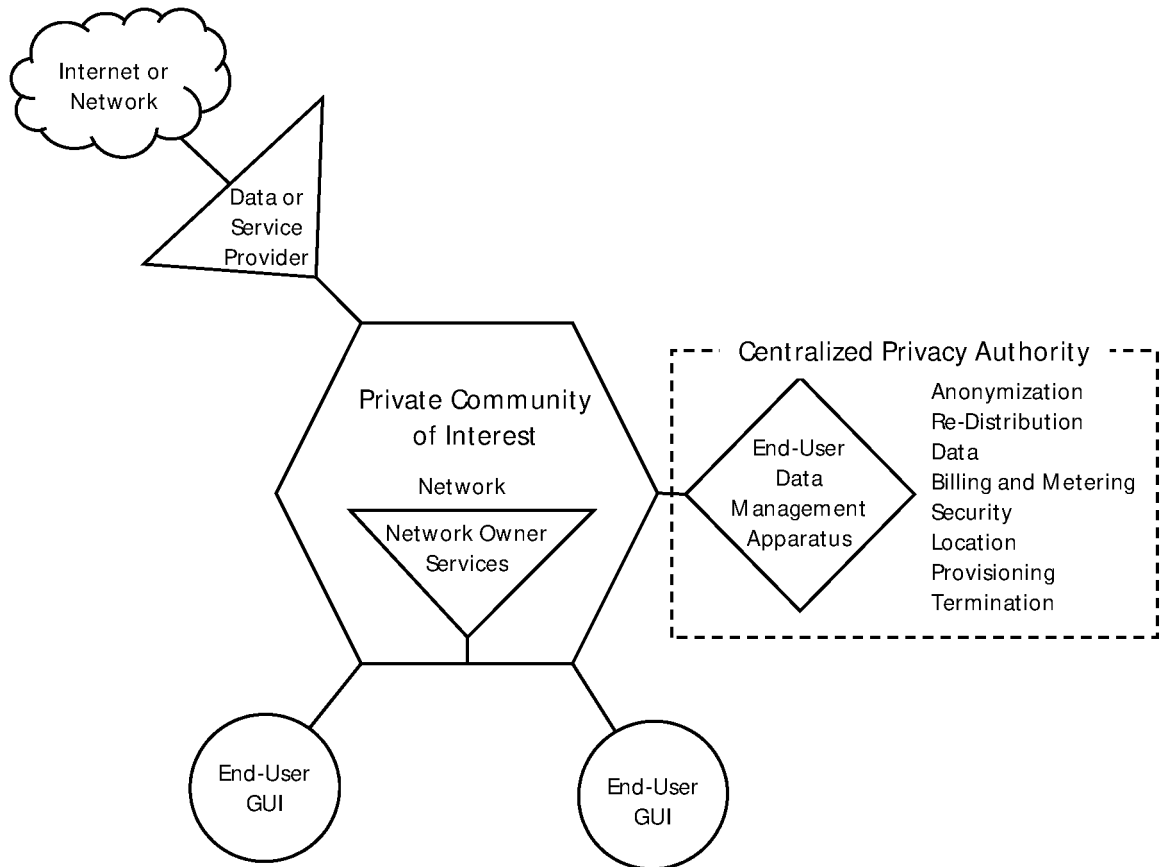 Internet or
Network
Data or
Service
Provider
Private Community
of Interest
Network
Network Owner
Services
Centralized Privacy Authority
End-User
Data
Management
Apparatus
Anonymization
Re-Distribution
Data
Billing and Metering
Security
Location
Provisioning
Termination
End-User
GUI
End-User
GUI